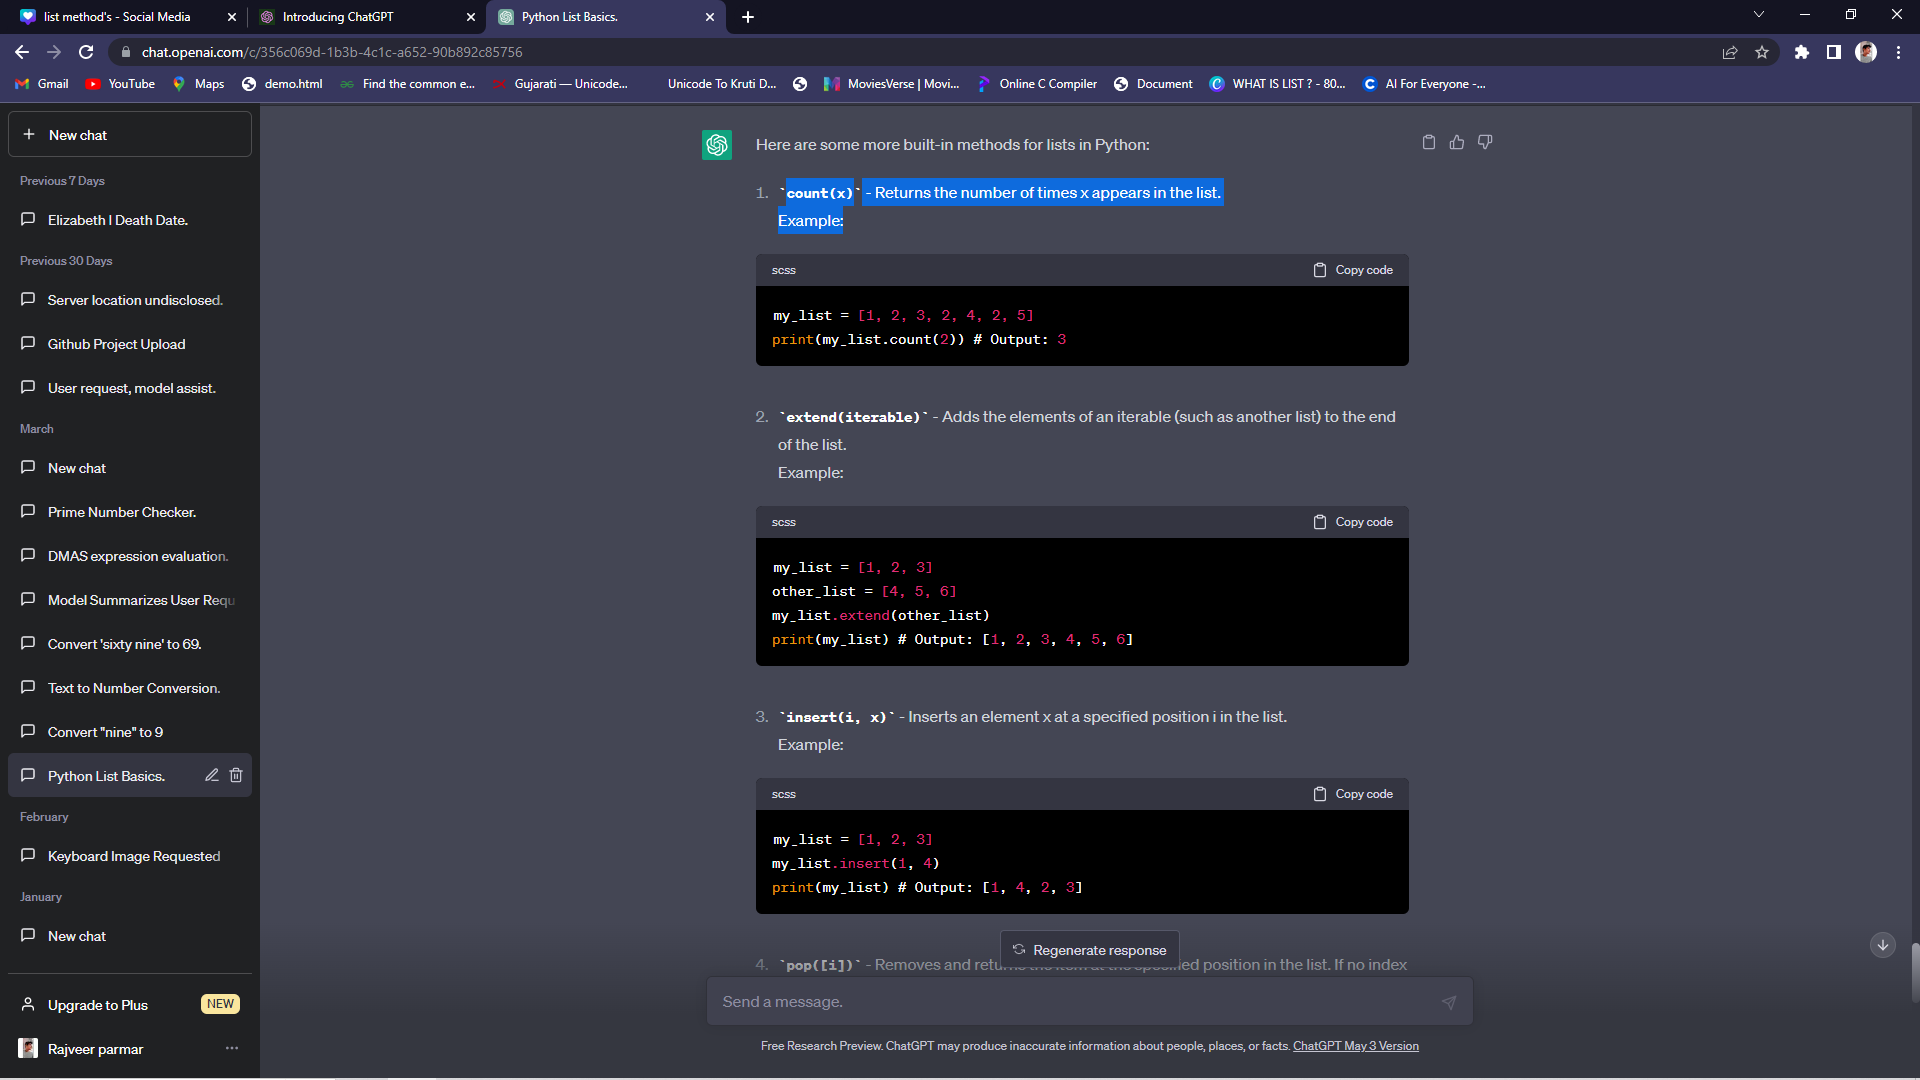 list method's - Social Media
Introducing ChatGPT
Python List Basics.
chat.openai.com/c/356c069d-1b3b-4c1c-a652-90b892c85756
Gmail
YouTube
Maps
demo.html
Find the common e...
Gujarati — Unicode...
Unicode To Kruti D...
MoviesVerse | Movi...
Online C Compiler
Document
WHAT IS LIST ? - 80...
AI For Everyone -...
New chat
Previous 7 Days
Elizabeth I Death Date.
Previous 30 Days
Server location undisclosed.
Github Project Upload
User request, model assist.
March
New chat
Prime Number Checker.
DMAS expression evaluation.
Model Summarizes User Requ
Convert 'sixty nine' to 69.
Text to Number Conversion.
Convert "nine" to 9
Python List Basics.
February
Keyboard Image Requested
January
New chat
Upgrade to Plus NEW
Rajveer parmar
Here are some more built-in methods for lists in Python:
1. `count(x)` - Returns the number of times x appears in the list.
Example:
scss Copy code
my_list = [1, 2, 3, 2, 4, 2, 5]
print(my_list.count(2)) # Output: 3
2. `extend(iterable)` - Adds the elements of an iterable (such as another list) to the end
of the list.
Example:
scss Copy code
my_list = [1, 2, 3]
other_list = [4, 5, 6]
my_list.extend(other_list)
print(my_list) # Output: [1, 2, 3, 4, 5, 6]
3. `insert(i, x)` - Inserts an element x at a specified position i in the list.
Example:
scss Copy code
my_list = [1, 2, 3]
my_list.insert(1, 4)
print(my_list) # Output: [1, 4, 2, 3]
Regenerate response
4. `pop([i])` - Removes and returns the item at the specified position in the list. If no index
Send a message.
Free Research Preview. ChatGPT may produce inaccurate information about people, places, or facts. ChatGPT May 3 Version